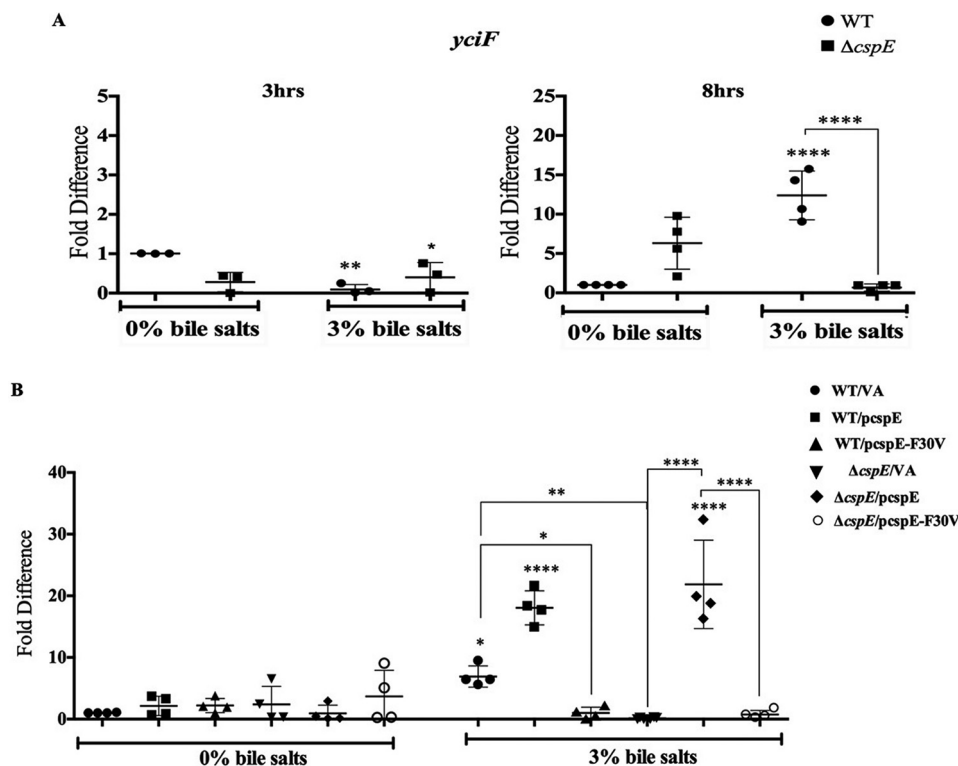 A
yciF
WT
ΔcspE
3hrs
Fold Difference
5
4
3
2
1
0
**
*
0% bile salts
3% bile salts
8hrs
Fold Difference
25
20
15
10
5
0
****
****
0% bile salts
3% bile salts
B
WT/VA
WT/pcspE
WT/pcspE-F30V
ΔcspE/VA
ΔcspE/pcspE
ΔcspE/pcspE-F30V
Fold Difference
40
30
20
10
0
****
****
**
****
*
****
*
0% bile salts
3% bile salts